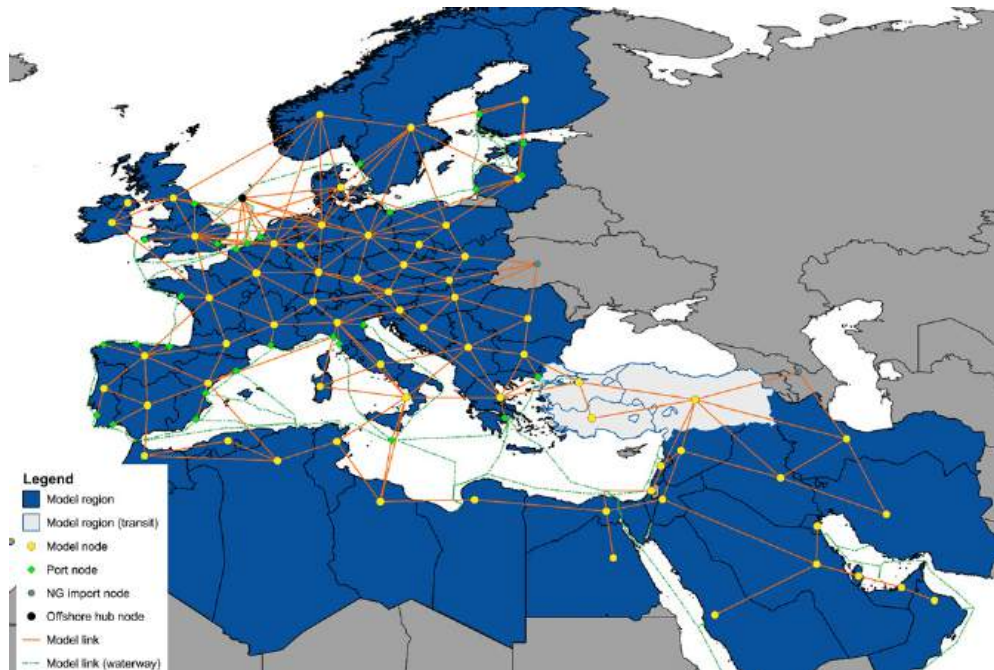 Legend
Model region
Model region (transit)
Model node
Port node
NG import node
Offshore hub node
Model link
Model link (waterway)